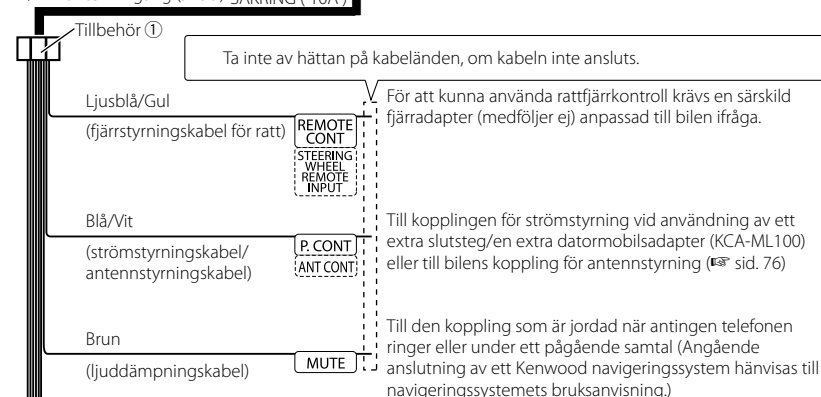 SÄKRING ( 10A )
Tillbehör ①
Ta inte av hättan på kabeländen, om kabeln inte ansluts.
Ljusblå/Gul
(fjärrstyrningskabel för ratt)
REMOTE
CONT
STEERING
WHEEL
REMOTE
INPUT
För att kunna använda rattfjärrkontroll krävs en särskild
fjärradapter (medföljer ej) anpassad till bilen ifråga.
Blå/Vit
(strömstyrningskabel/
antennstyrningskabel)
P. CONT
ANT CONT
Till kopplingen för strömstyrning vid användning av ett
extra slutsteg/en extra datormobilsadapter (KCA-ML100)
eller till bilens koppling för antennstyrning (☞ sid. 76)
Brun
(ljuddämpningskabel)
MUTE
Till den koppling som är jordad när antingen telefonen
ringer eller under ett pågående samtal (Angående
anslutning av ett Kenwood navigeringssystem hänvisas till
navigeringssystemets bruksanvisning.)